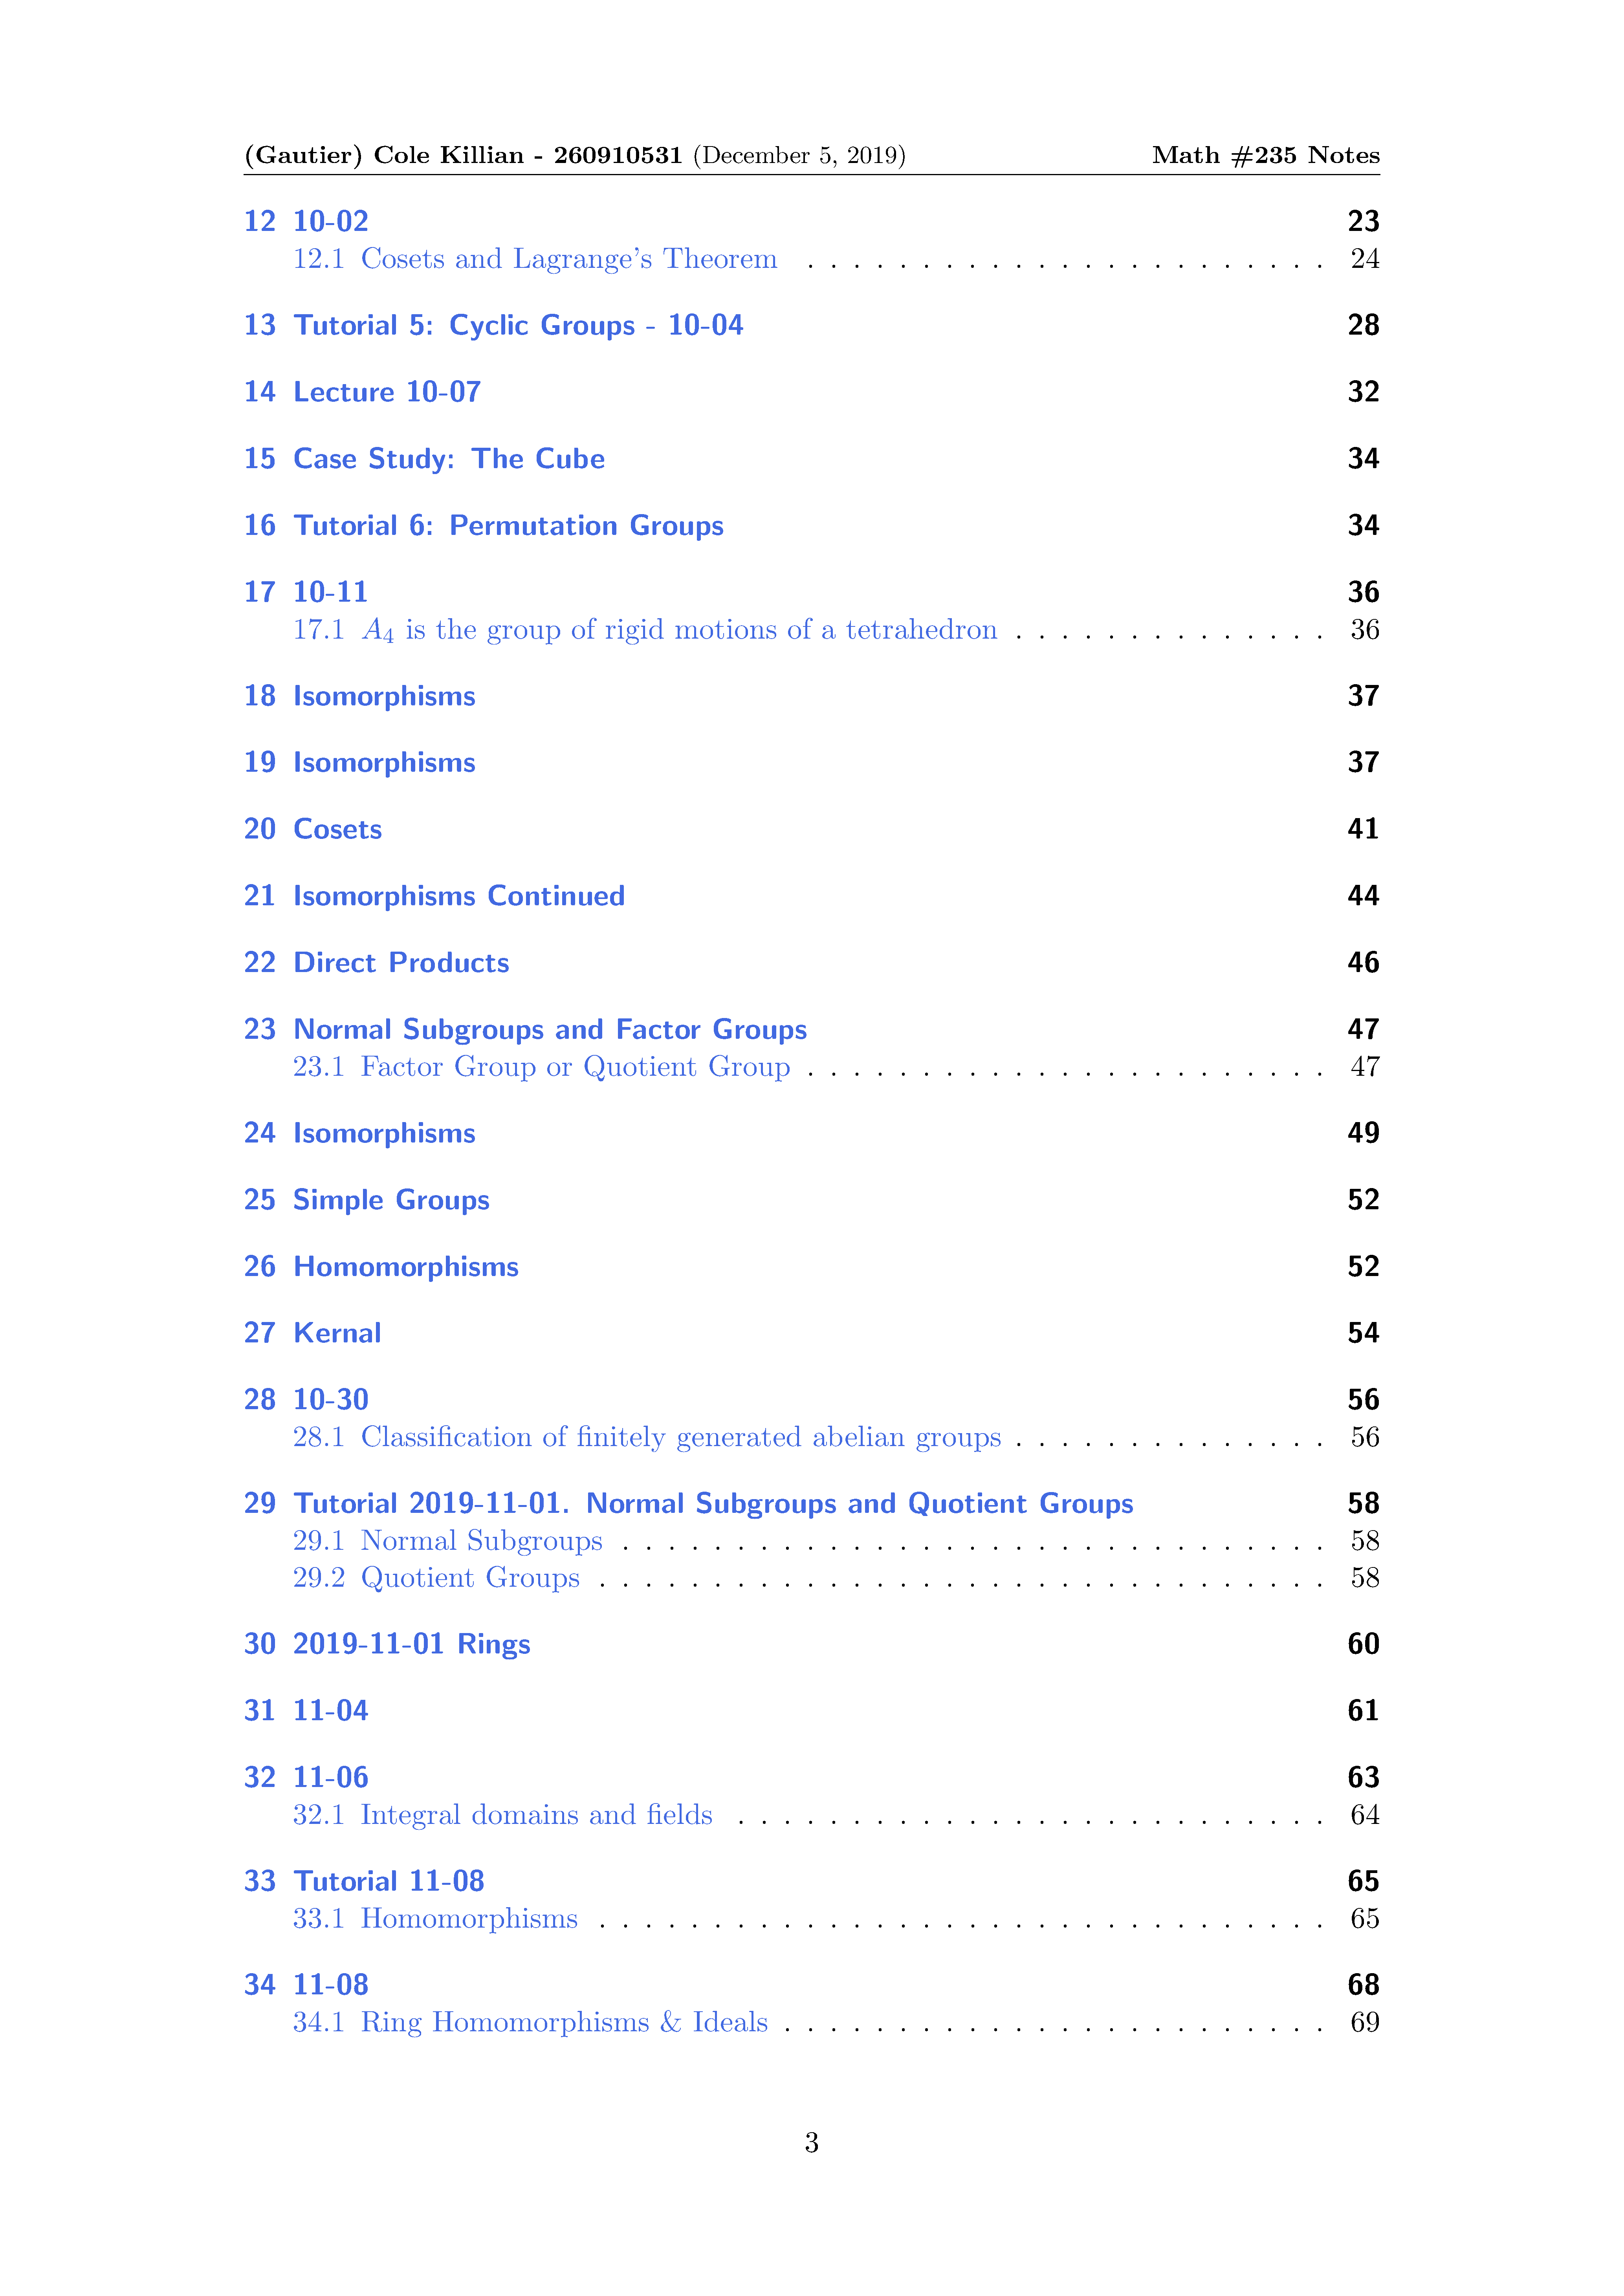 (Gautier) Cole Killian - 260910531 (December 5, 2019) Math #235 Notes
12 10-02 23
12.1 Cosets and Lagrange's Theorem . . . . . . . . . . . . . . . . . . . . . . . 24
13 Tutorial 5: Cyclic Groups - 10-04 28
14 Lecture 10-07 32
15 Case Study: The Cube 34
16 Tutorial 6: Permutation Groups 34
17 10-11 36
17.1 A₄ is the group of rigid motions of a tetrahedron . . . . . . . . . . . . . . 36
18 Isomorphisms 37
19 Isomorphisms 37
20 Cosets 41
21 Isomorphisms Continued 44
22 Direct Products 46
23 Normal Subgroups and Factor Groups 47
23.1 Factor Group or Quotient Group . . . . . . . . . . . . . . . . . . . . . . . 47
24 Isomorphisms 49
25 Simple Groups 52
26 Homomorphisms 52
27 Kernal 54
28 10-30 56
28.1 Classification of finitely generated abelian groups . . . . . . . . . . . . . . 56
29 Tutorial 2019-11-01. Normal Subgroups and Quotient Groups 58
29.1 Normal Subgroups . . . . . . . . . . . . . . . . . . . . . . . . . . . . . . . 58
29.2 Quotient Groups . . . . . . . . . . . . . . . . . . . . . . . . . . . . . . . . 58
30 2019-11-01 Rings 60
31 11-04 61
32 11-06 63
32.1 Integral domains and fields . . . . . . . . . . . . . . . . . . . . . . . . . . 64
33 Tutorial 11-08 65
33.1 Homomorphisms . . . . . . . . . . . . . . . . . . . . . . . . . . . . . . . . 65
34 11-08 68
34.1 Ring Homomorphisms & Ideals . . . . . . . . . . . . . . . . . . . . . . . . 69
3